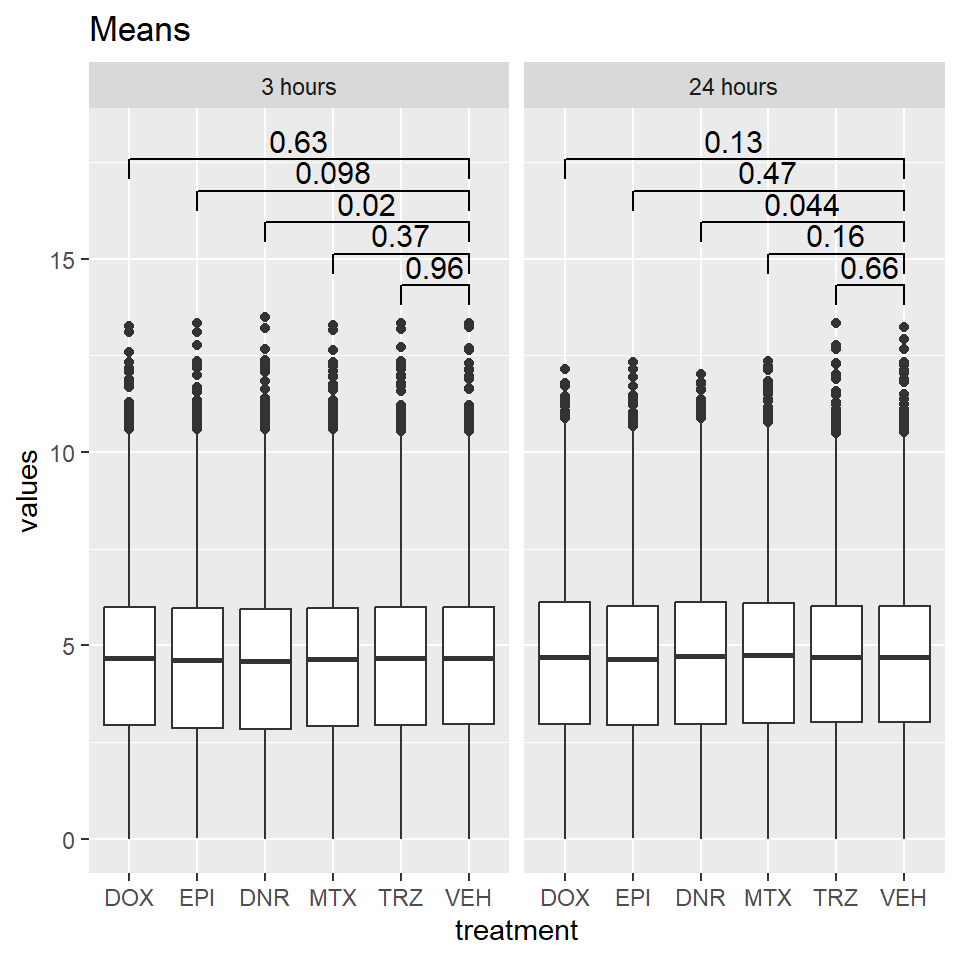 Means
3 hours
24 hours
0.63
0.098
0.02
0.37
0.96
0.13
0.47
0.044
0.16
0.66
values
15
10
5
0
DOX EPI DNR MTX TRZ VEH
DOX EPI DNR MTX TRZ VEH
treatment